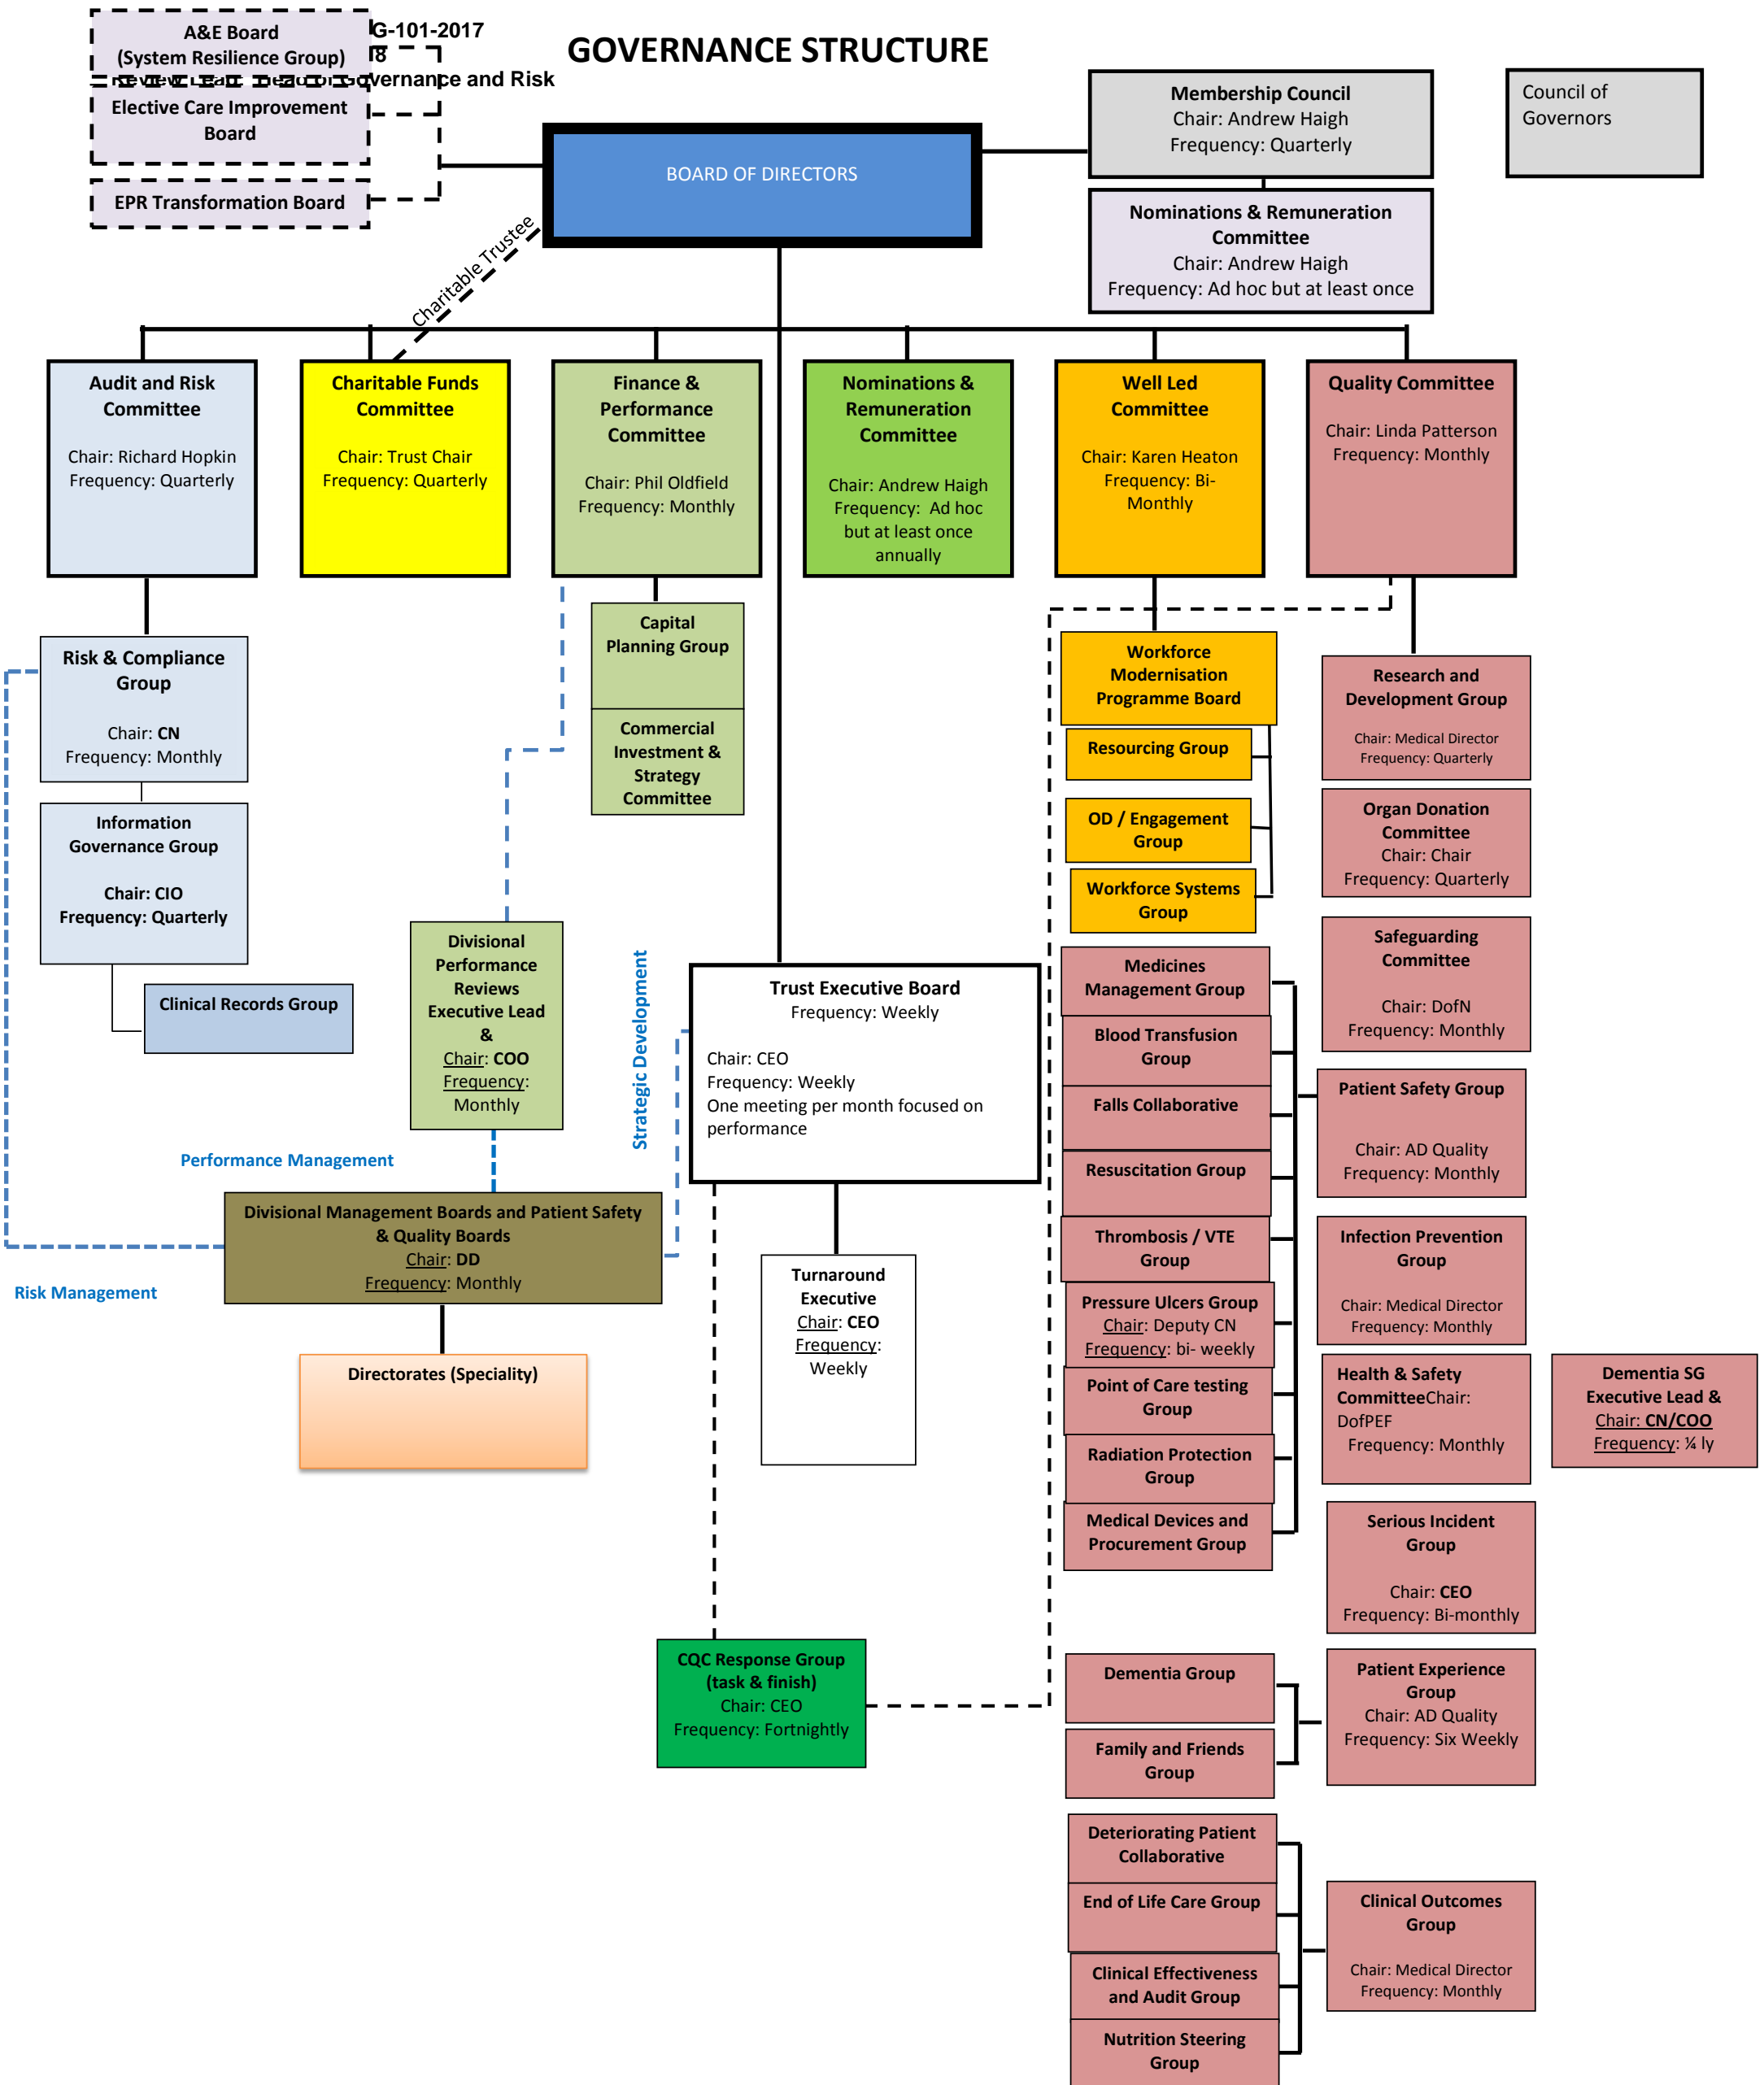 A&E Board
(System Resilience Group)
G-101-2017
8
Review Lead Head of Governance and Risk
Elective Care Improvement
Board
EPR Transformation Board
GOVERNANCE STRUCTURE
BOARD OF DIRECTORS
Membership Council
Chair: Andrew Haigh
Frequency: Quarterly
Council of
Governors
Nominations & Remuneration
Committee
Chair: Andrew Haigh
Frequency: Ad hoc but at least once
Charitable Trustee
Audit and Risk
Committee
Chair: Richard Hopkin
Frequency: Quarterly
Charitable Funds
Committee
Chair: Trust Chair
Frequency: Quarterly
Finance &
Performance
Committee
Chair: Phil Oldfield
Frequency: Monthly
Nominations &
Remuneration
Committee
Chair: Andrew Haigh
Frequency: Ad hoc
but at least once
annually
Well Led
Committee
Chair: Karen Heaton
Frequency: Bi-
Monthly
Quality Committee
Chair: Linda Patterson
Frequency: Monthly
Risk & Compliance
Group
Chair: CN
Frequency: Monthly
Information
Governance Group
Chair: CIO
Frequency: Quarterly
Clinical Records Group
Capital
Planning Group
Commercial
Investment &
Strategy
Committee
Divisional
Performance
Reviews
Executive Lead
&
Chair: COO
Frequency:
Monthly
Performance Management
Strategic Development
Risk Management
Divisional Management Boards and Patient Safety
& Quality Boards
Chair: DD
Frequency: Monthly
Directorates (Speciality)
Trust Executive Board
Frequency: Weekly
Chair: CEO
Frequency: Weekly
One meeting per month focused on
performance
Turnaround
Executive
Chair: CEO
Frequency:
Weekly
CQC Response Group
(task & finish)
Chair: CEO
Frequency: Fortnightly
Workforce
Modernisation
Programme Board
Resourcing Group
OD / Engagement
Group
Workforce Systems
Group
Medicines
Management Group
Blood Transfusion
Group
Falls Collaborative
Resuscitation Group
Thrombosis / VTE
Group
Pressure Ulcers Group
Chair: Deputy CN
Frequency: bi- weekly
Point of Care testing
Group
Radiation Protection
Group
Medical Devices and
Procurement Group
Dementia Group
Family and Friends
Group
Deteriorating Patient
Collaborative
End of Life Care Group
Clinical Effectiveness
and Audit Group
Nutrition Steering
Group
Research and
Development Group
Chair: Medical Director
Frequency: Quarterly
Organ Donation
Committee
Chair: Chair
Frequency: Quarterly
Safeguarding
Committee
Chair: DofN
Frequency: Monthly
Patient Safety Group
Chair: AD Quality
Frequency: Monthly
Infection Prevention
Group
Chair: Medical Director
Frequency: Monthly
Health & Safety
CommitteeChair:
DofPEF
Frequency: Monthly
Dementia SG
Executive Lead &
Chair: CN/COO
Frequency: ¼ ly
Serious Incident
Group
Chair: CEO
Frequency: Bi-monthly
Patient Experience
Group
Chair: AD Quality
Frequency: Six Weekly
Clinical Outcomes
Group
Chair: Medical Director
Frequency: Monthly